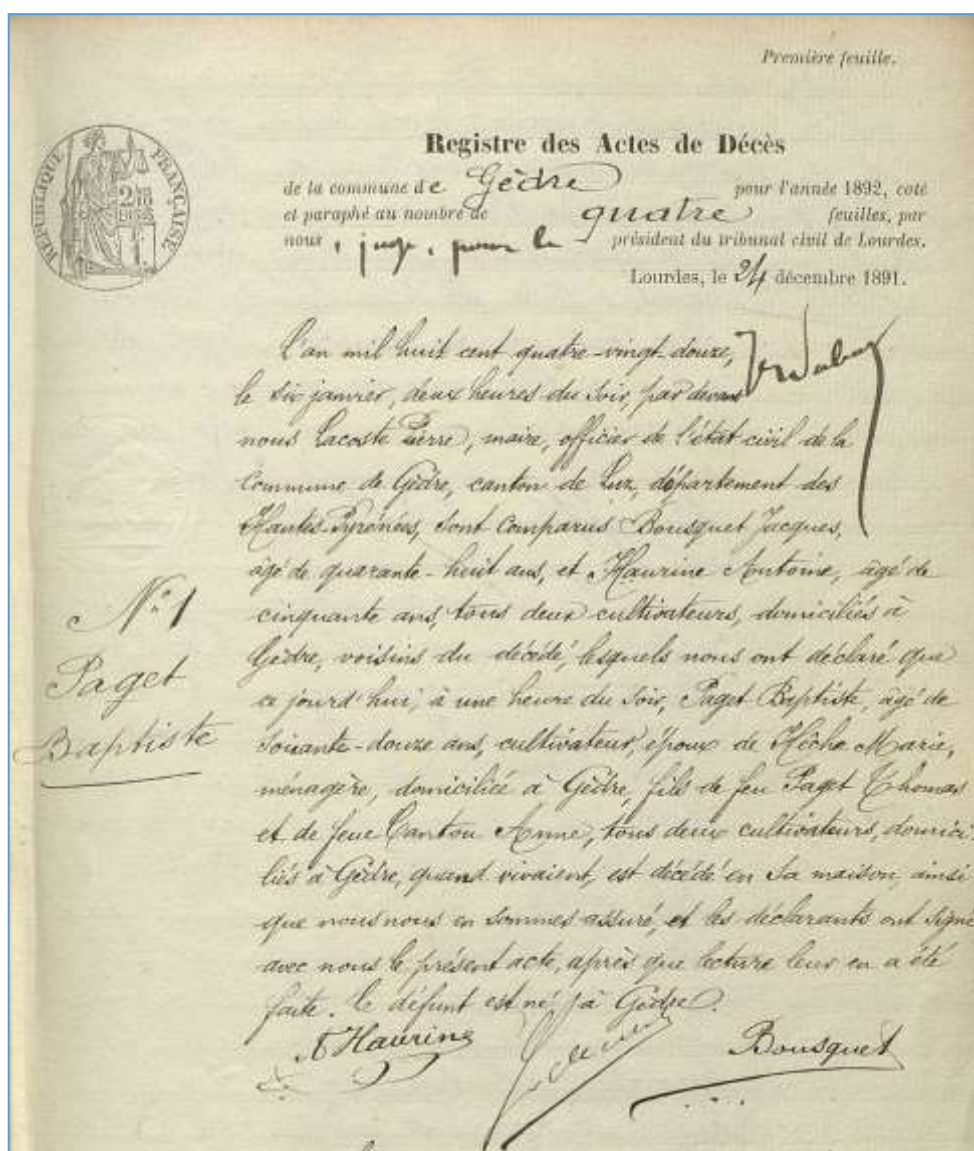 Première feuille.
RÉPUBLIQUE FRANÇAISE
Registre des Actes de Décès
de la commune de Gèdre pour l'année 1892, coté
et paraphé au nombre de quatre feuilles, par
nous, juge, pour le président du tribunal civil de Lourdes.
Lourdes, le 24 décembre 1891.
L'an mil huit cent quatre-vingt-douze,
le six janvier, deux heures du soir, par devant
nous Lacoste Pierre, maire, officier de l'état civil de la
Commune de Gèdre, canton de Luz, département des
Hautes-Pyrénées, sont comparus Bousquet Jacques,
âgé de quarante-huit ans, et Haurine Antoine, âgé de
cinquante ans, tous deux cultivateurs, domiciliés à
Gèdre, voisins du décédé, lesquels nous ont déclaré que
ce jourd'hui, à une heure du soir, Paget Baptiste, âgé de
soixante-douze ans, cultivateur, époux de Hèche Marie,
ménagère, domiciliée à Gèdre, fils de feu Paget Thomas
et de feue Canton Anne, tous deux cultivateurs, domici-
liés à Gèdre, quand vivaient, est décédé en sa maison, ainsi
que nous nous en sommes assuré, et les déclarants ont signé
avec nous le présent acte, après que lecture leur en a été
faite. Le défunt est né à Gèdre.
N° 1
Paget
Baptiste
A Haurine
Bousquet